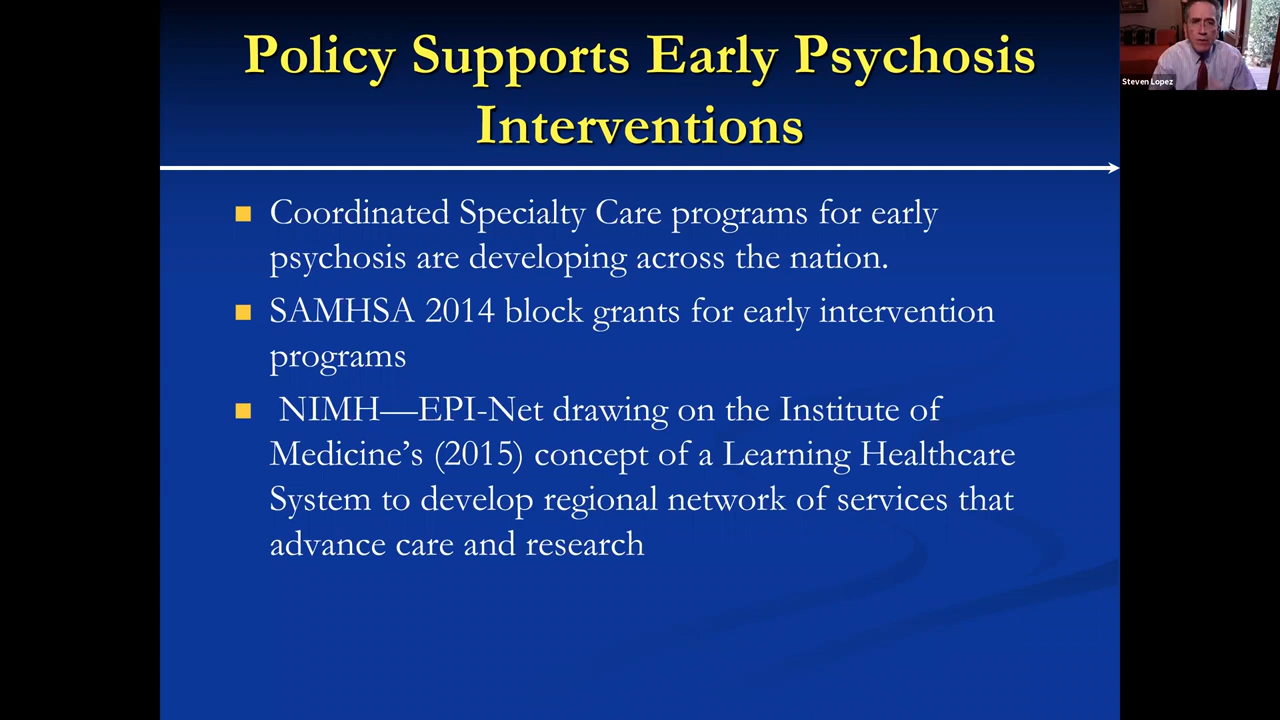 Policy Supports Early Psychosis
Interventions
Steven Lopez
■ Coordinated Specialty Care programs for early
psychosis are developing across the nation.
■ SAMHSA 2014 block grants for early intervention
programs
■ NIMH—EPI-Net drawing on the Institute of
Medicine’s (2015) concept of a Learning Healthcare
System to develop regional network of services that
advance care and research